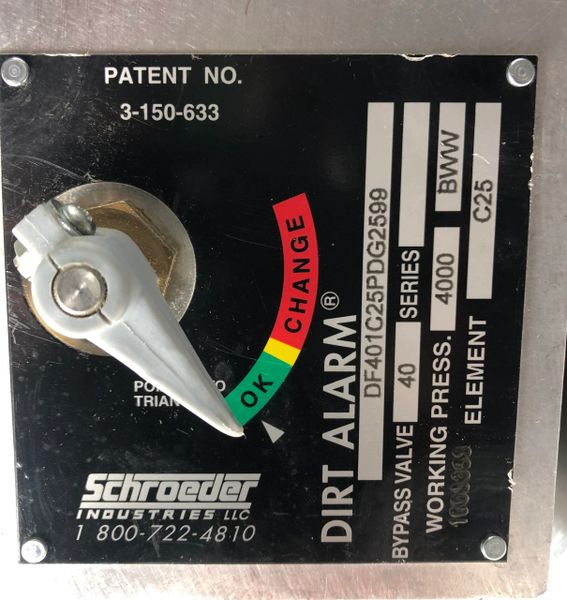 PATENT NO.
3-150-633
CHANGE
OK
DIRT ALARM®
DF401C25PDG2599
BYPASS VALVE 40 SERIES
WORKING PRESS. 4000 BWW
ELEMENT C25
Schroeder
INDUSTRIES LLC
1 800-722-4810